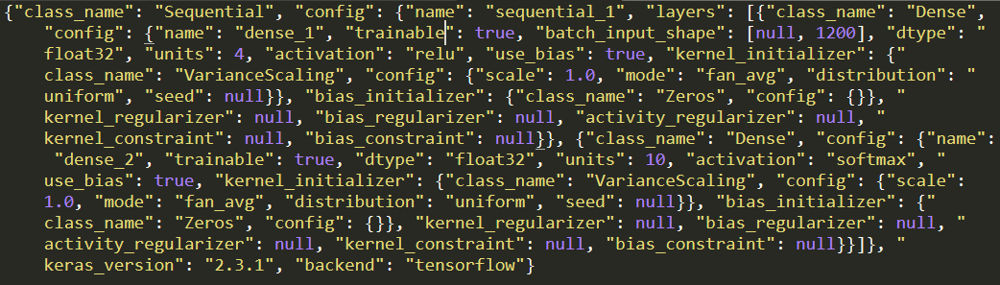 {"class_name": "Sequential", "config": {"name": "sequential_1", "layers": [{"class_name": "Dense",
"config": {"name": "dense_1", "trainable": true, "batch_input_shape": [null, 1200], "dtype": "
float32", "units": 4, "activation": "relu", "use_bias": true, "kernel_initializer": {"
class_name": "VarianceScaling", "config": {"scale": 1.0, "mode": "fan_avg", "distribution": "
uniform", "seed": null}}, "bias_initializer": {"class_name": "Zeros", "config": {}}, "
kernel_regularizer": null, "bias_regularizer": null, "activity_regularizer": null, "
kernel_constraint": null, "bias_constraint": null}}, {"class_name": "Dense", "config": {"name":
"dense_2", "trainable": true, "dtype": "float32", "units": 10, "activation": "softmax", "
use_bias": true, "kernel_initializer": {"class_name": "VarianceScaling", "config": {"scale":
1.0, "mode": "fan_avg", "distribution": "uniform", "seed": null}}, "bias_initializer": {"
class_name": "Zeros", "config": {}}, "kernel_regularizer": null, "bias_regularizer": null, "
activity_regularizer": null, "kernel_constraint": null, "bias_constraint": null}}]}, "
keras_version": "2.3.1", "backend": "tensorflow"}